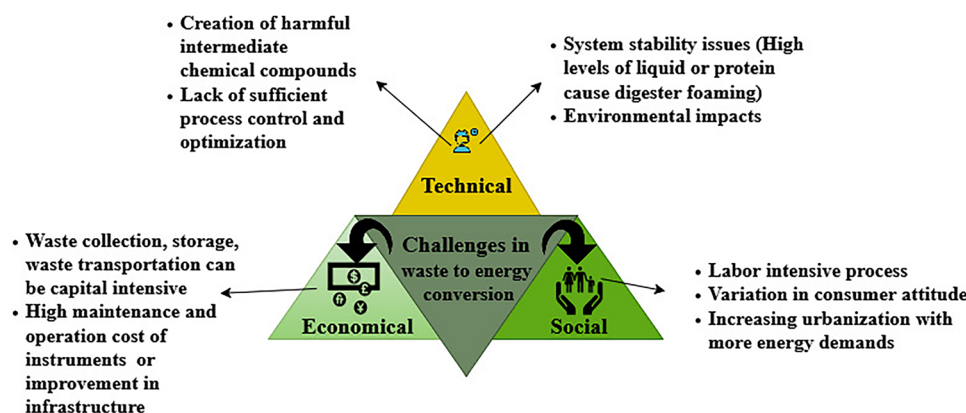 • Creation of harmful
intermediate
chemical compounds
• Lack of sufficient
process control and
optimization
• System stability issues (High
levels of liquid or protein
cause digester foaming)
• Environmental impacts
Technical
• Waste collection, storage,
waste transportation can
be capital intensive
• High maintenance and
operation cost of
instruments or
improvement in
infrastructure
Challenges in
waste to energy
conversion
Economical
Social
• Labor intensive process
• Variation in consumer attitude
• Increasing urbanization with
more energy demands